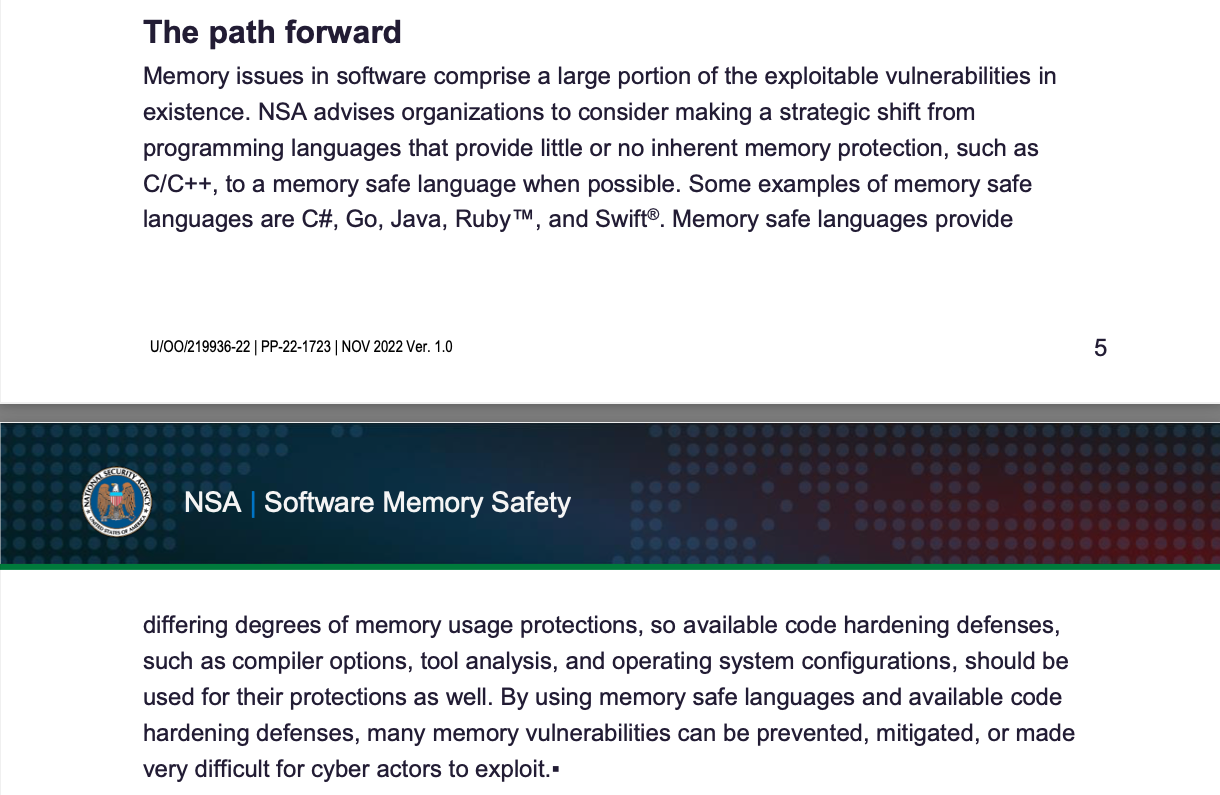 The path forward
Memory issues in software comprise a large portion of the exploitable vulnerabilities in
existence. NSA advises organizations to consider making a strategic shift from
programming languages that provide little or no inherent memory protection, such as
C/C++, to a memory safe language when possible. Some examples of memory safe
languages are C#, Go, Java, Ruby™, and Swift®. Memory safe languages provide
U/OO/219936-22 | PP-22-1723 | NOV 2022 Ver. 1.0
5
NATIONAL SECURITY AGENCY
UNITED STATES OF AMERICA
NSA | Software Memory Safety
differing degrees of memory usage protections, so available code hardening defenses,
such as compiler options, tool analysis, and operating system configurations, should be
used for their protections as well. By using memory safe languages and available code
hardening defenses, many memory vulnerabilities can be prevented, mitigated, or made
very difficult for cyber actors to exploit.▪